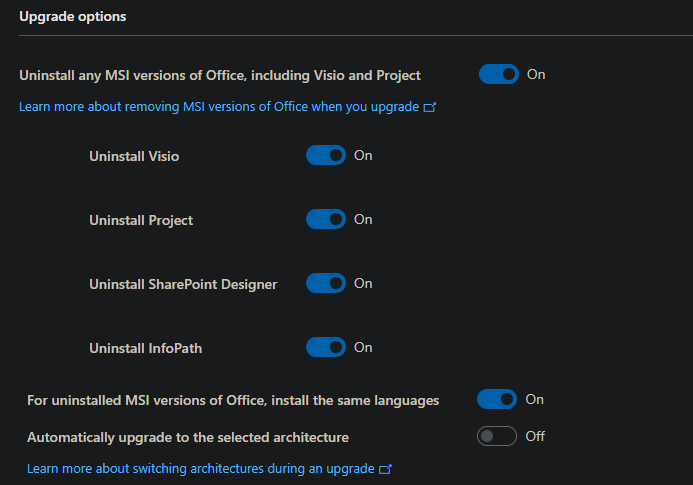 Upgrade options
Uninstall any MSI versions of Office, including Visio and Project On
Learn more about removing MSI versions of Office when you upgrade
Uninstall Visio On
Uninstall Project On
Uninstall SharePoint Designer On
Uninstall InfoPath On
For uninstalled MSI versions of Office, install the same languages On
Automatically upgrade to the selected architecture Off
Learn more about switching architectures during an upgrade